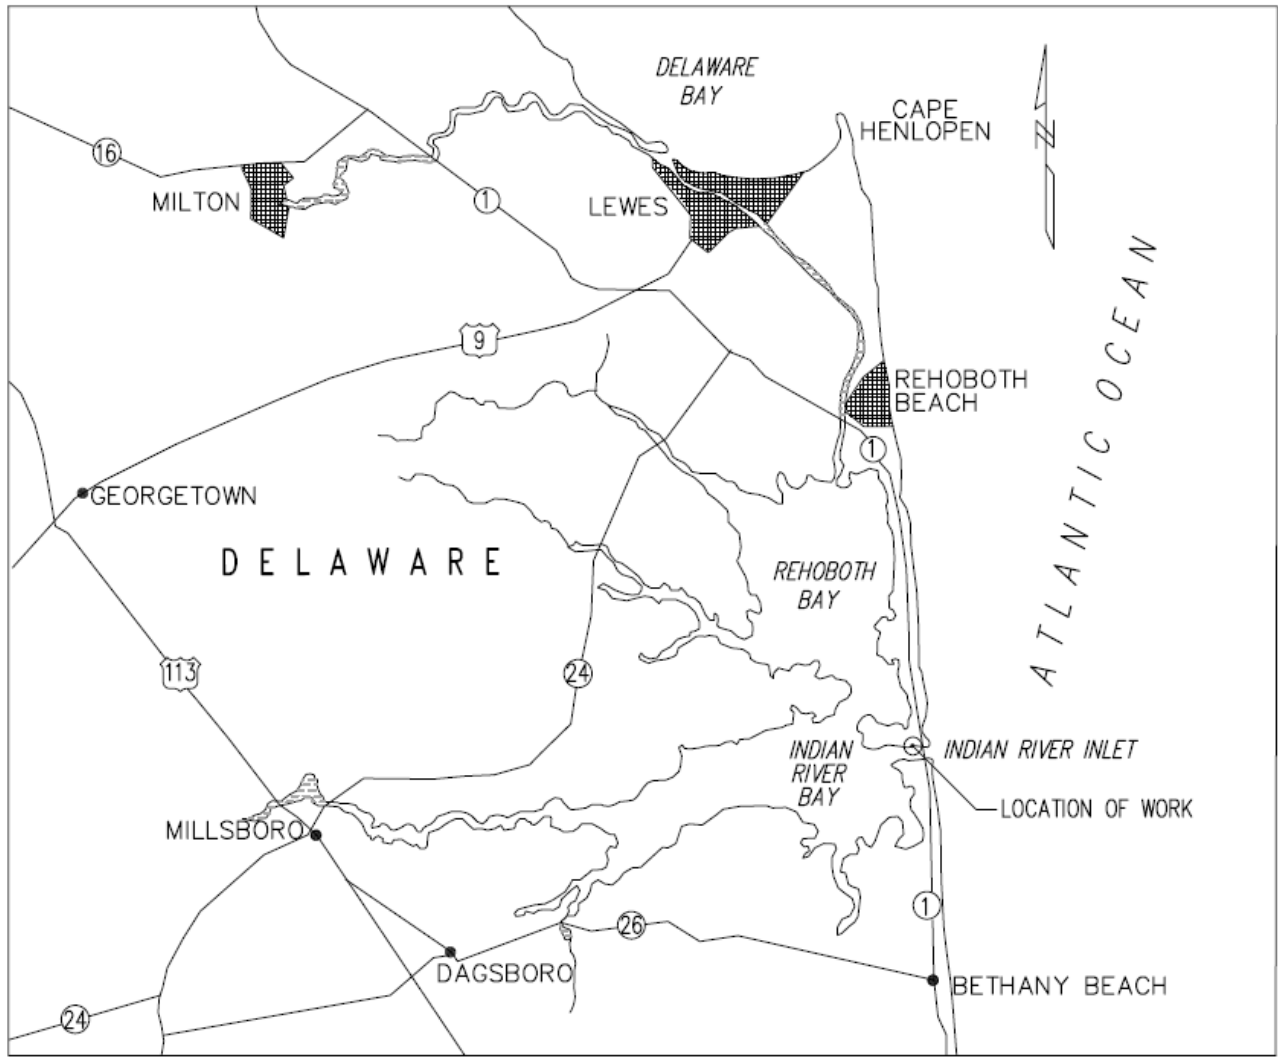 DELAWARE
BAY
CAPE
HENLOPEN
N
16
MILTON
1
LEWES
ATLANTIC OCEAN
9
REHOBOTH
BEACH
1
GEORGETOWN
DELAWARE
REHOBOTH
BAY
113
24
INDIAN
RIVER
BAY
INDIAN RIVER INLET
LOCATION OF WORK
MILLSBORO
1
26
DAGSBORO
BETHANY BEACH
24